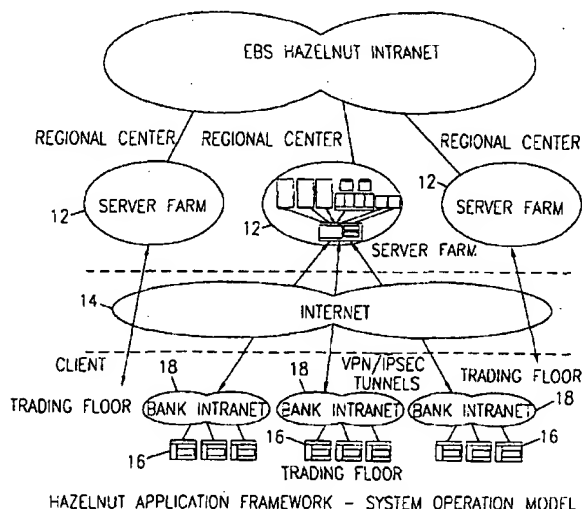 EBS HAZELNUT INTRANET
REGIONAL CENTER REGIONAL CENTER REGIONAL CENTER
12 SERVER FARM
12 SERVER FARM
12 SERVER FARM
14 INTERNET
CLIENT VPN/IPSEC TUNNELS
TRADING FLOOR TRADING FLOOR
18 BANK INTRANET
18 BANK INTRANET
BANK INTRANET 18
16 16 16
TRADING FLOOR
HAZELNUT APPLICATION FRAMEWORK – SYSTEM OPERATION MODEL